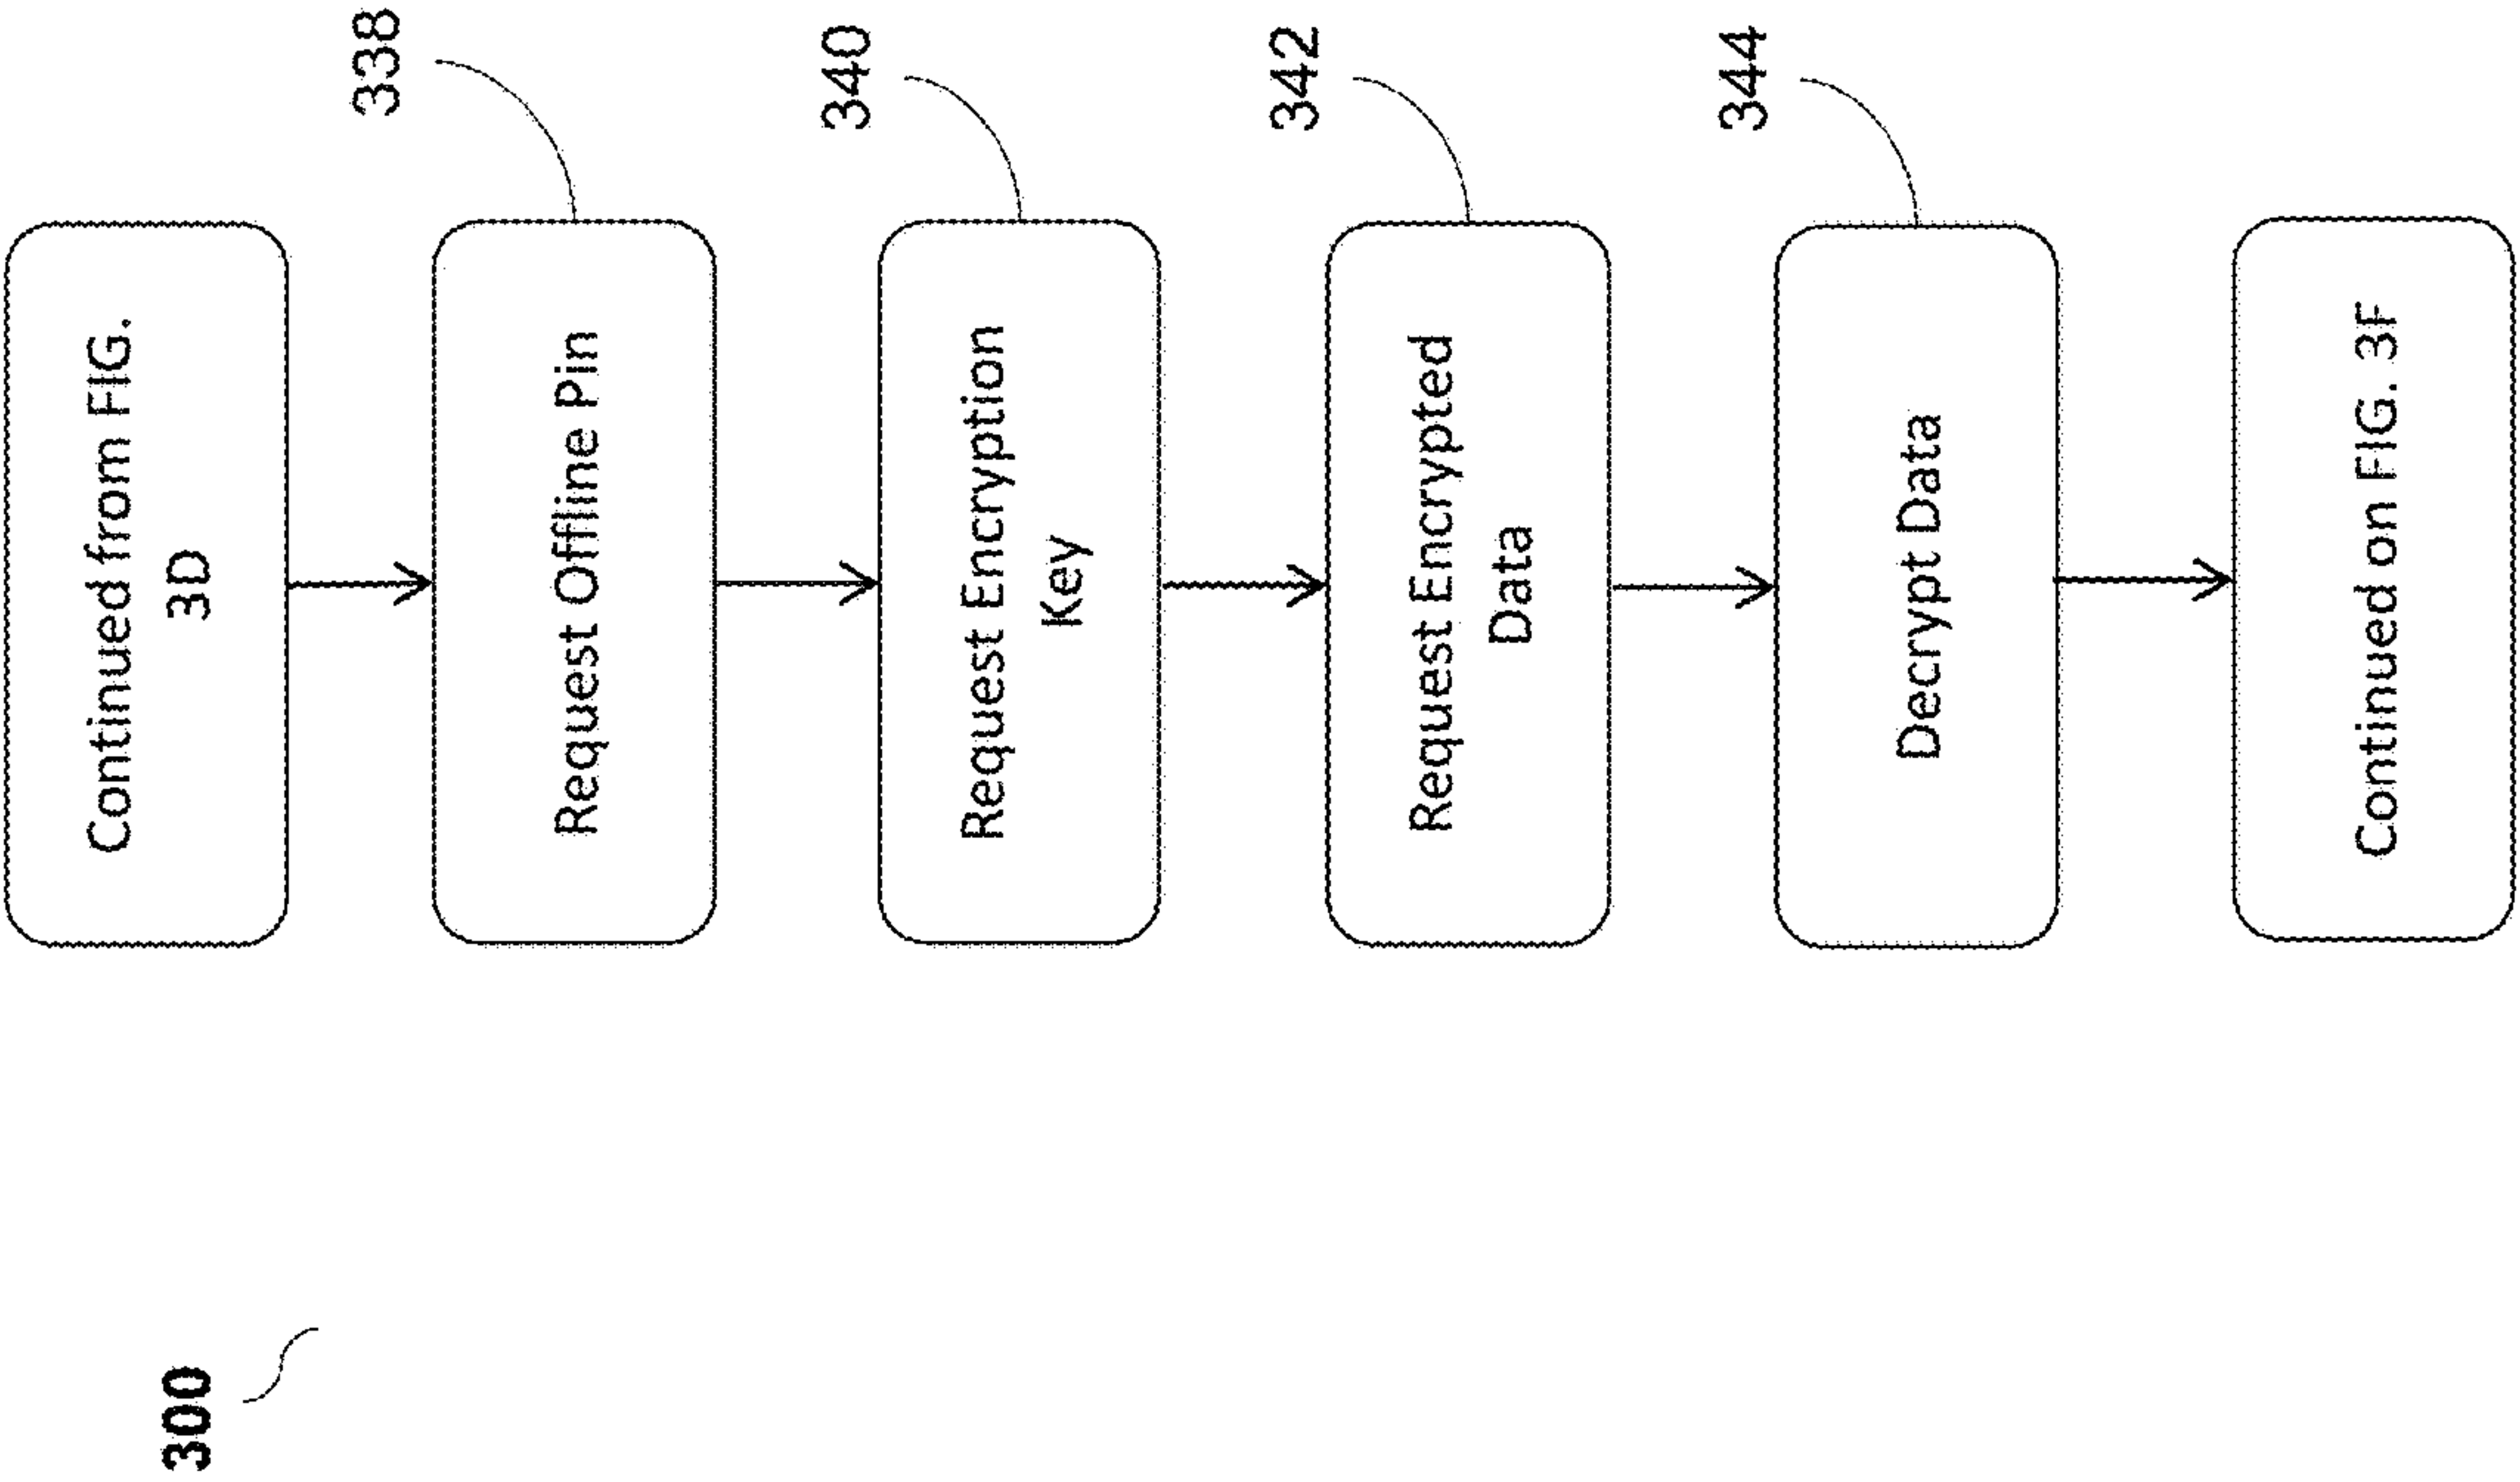 300
Continued from FIG.
3D
Request Offline Pin
338
Request Encryption
Key
340
Request Encrypted
Data
342
Decrypt Data
344
Continued on FIG. 3F